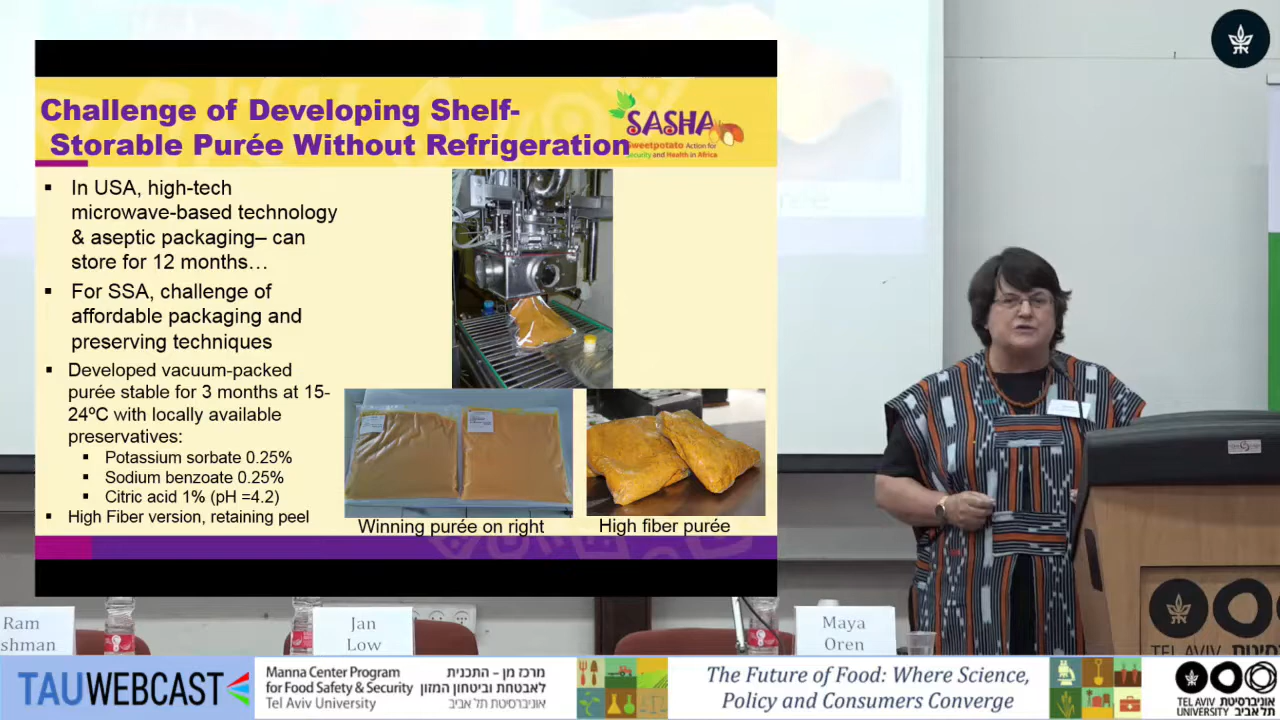 Challenge of Developing Shelf-
Storable Purée Without Refrigeration
SASHA
Sweetpotato Action for
Security and Health in Africa
▪ In USA, high-tech
microwave-based technology
& aseptic packaging– can
store for 12 months…
▪ For SSA, challenge of
affordable packaging and
preserving techniques
▪ Developed vacuum-packed
purée stable for 3 months at 15-
24ºC with locally available
preservatives:
▪ Potassium sorbate 0.25%
▪ Sodium benzoate 0.25%
▪ Citric acid 1% (pH =4.2)
▪ High Fiber version, retaining peel
Winning purée on right
High fiber purée
Ram
shman
Jan
Low
Maya
Oren
TEL AVIV
TAUWEBCAST
Manna Center Program
for Food Safety & Security
Tel Aviv University
מרכז מן – התכנית
לאבטחת וביטחון המזון
אוניברסיטת תל אביב
The Future of Food: Where Science,
Policy and Consumers Converge
TEL AVIV
UNIVERSITY
אוניברסיטת
תל אביב